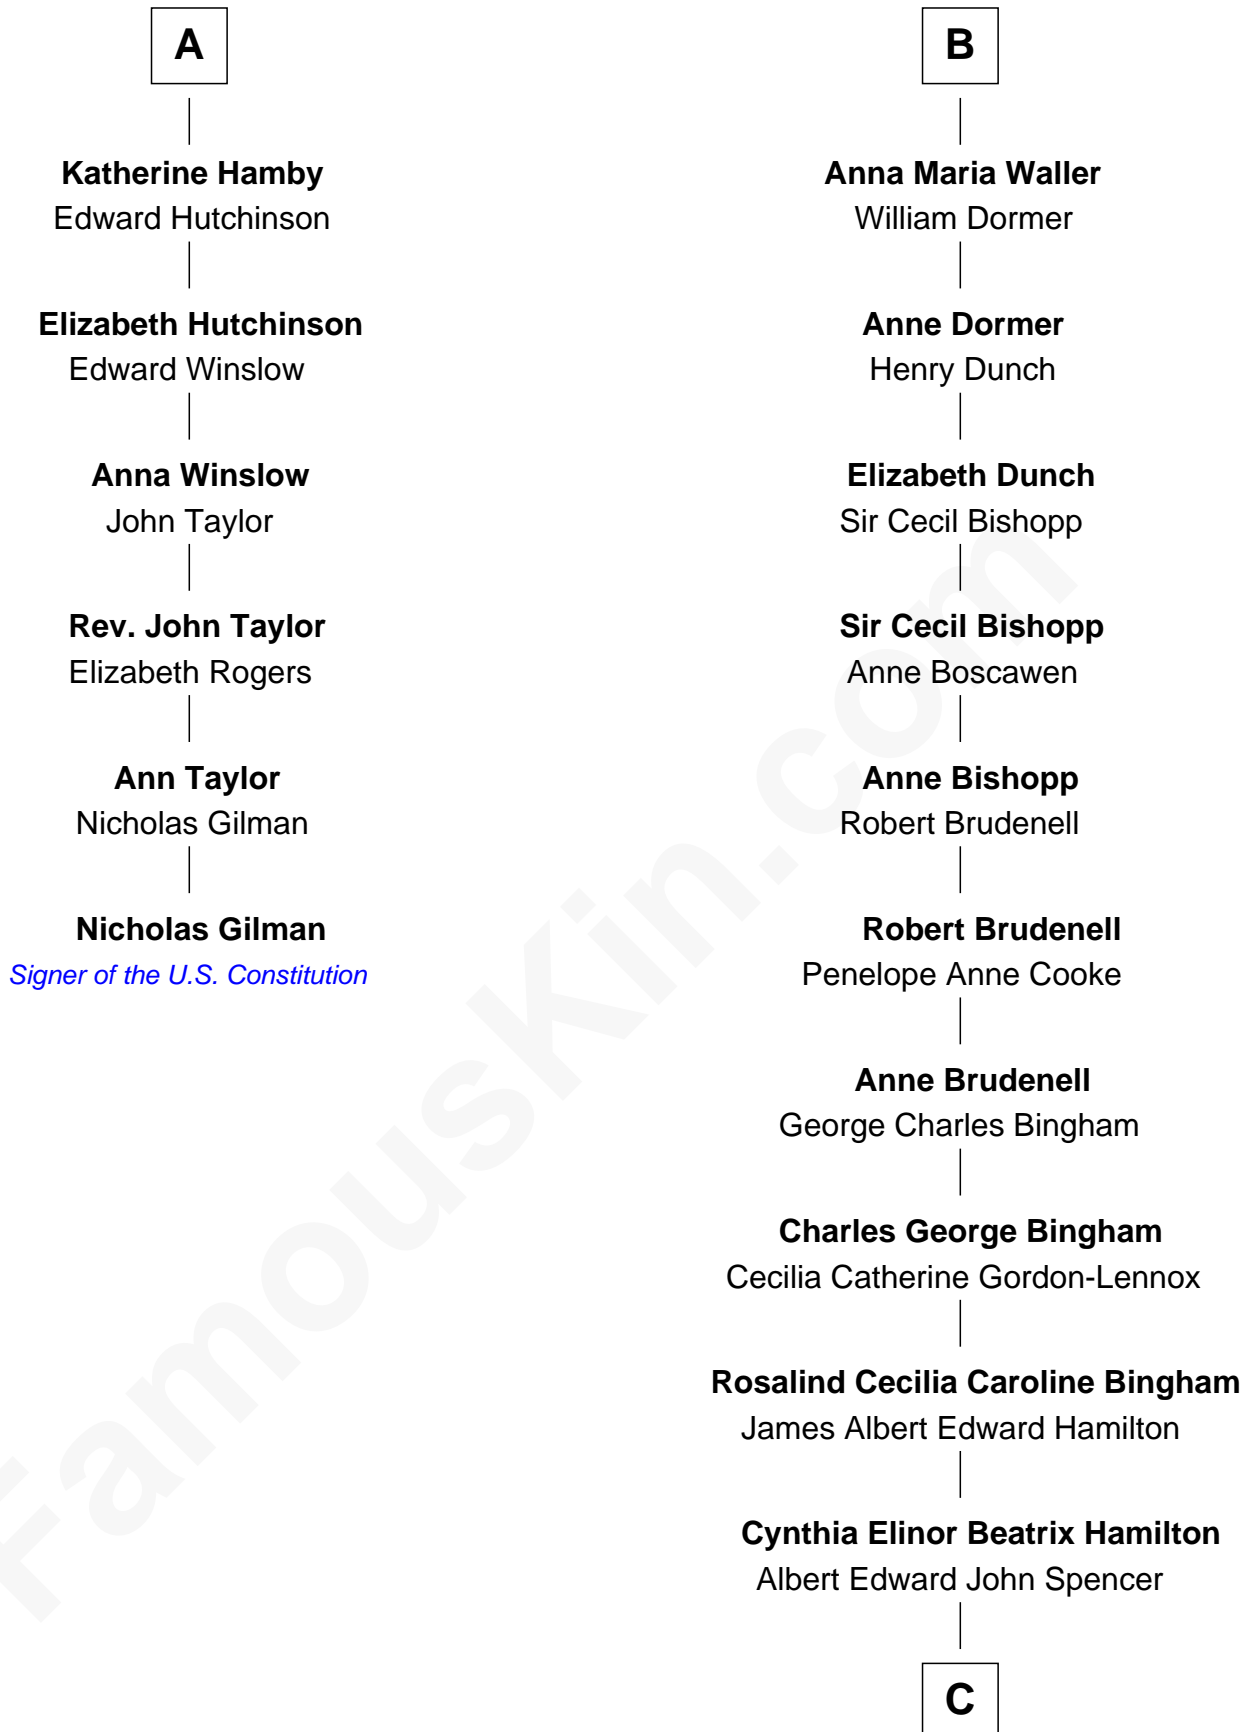 A
Katherine Hamby
Edward Hutchinson
Elizabeth Hutchinson
Edward Winslow
Anna Winslow
John Taylor
Rev. John Taylor
Elizabeth Rogers
Ann Taylor
Nicholas Gilman
Nicholas Gilman
Signer of the U.S. Constitution
B
Anna Maria Waller
William Dormer
Anne Dormer
Henry Dunch
Elizabeth Dunch
Sir Cecil Bishopp
Sir Cecil Bishopp
Anne Boscawen
Anne Bishopp
Robert Brudenell
Robert Brudenell
Penelope Anne Cooke
Anne Brudenell
George Charles Bingham
Charles George Bingham
Cecilia Catherine Gordon-Lennox
Rosalind Cecilia Caroline Bingham
James Albert Edward Hamilton
Cynthia Elinor Beatrix Hamilton
Albert Edward John Spencer
C
FamousKin.com